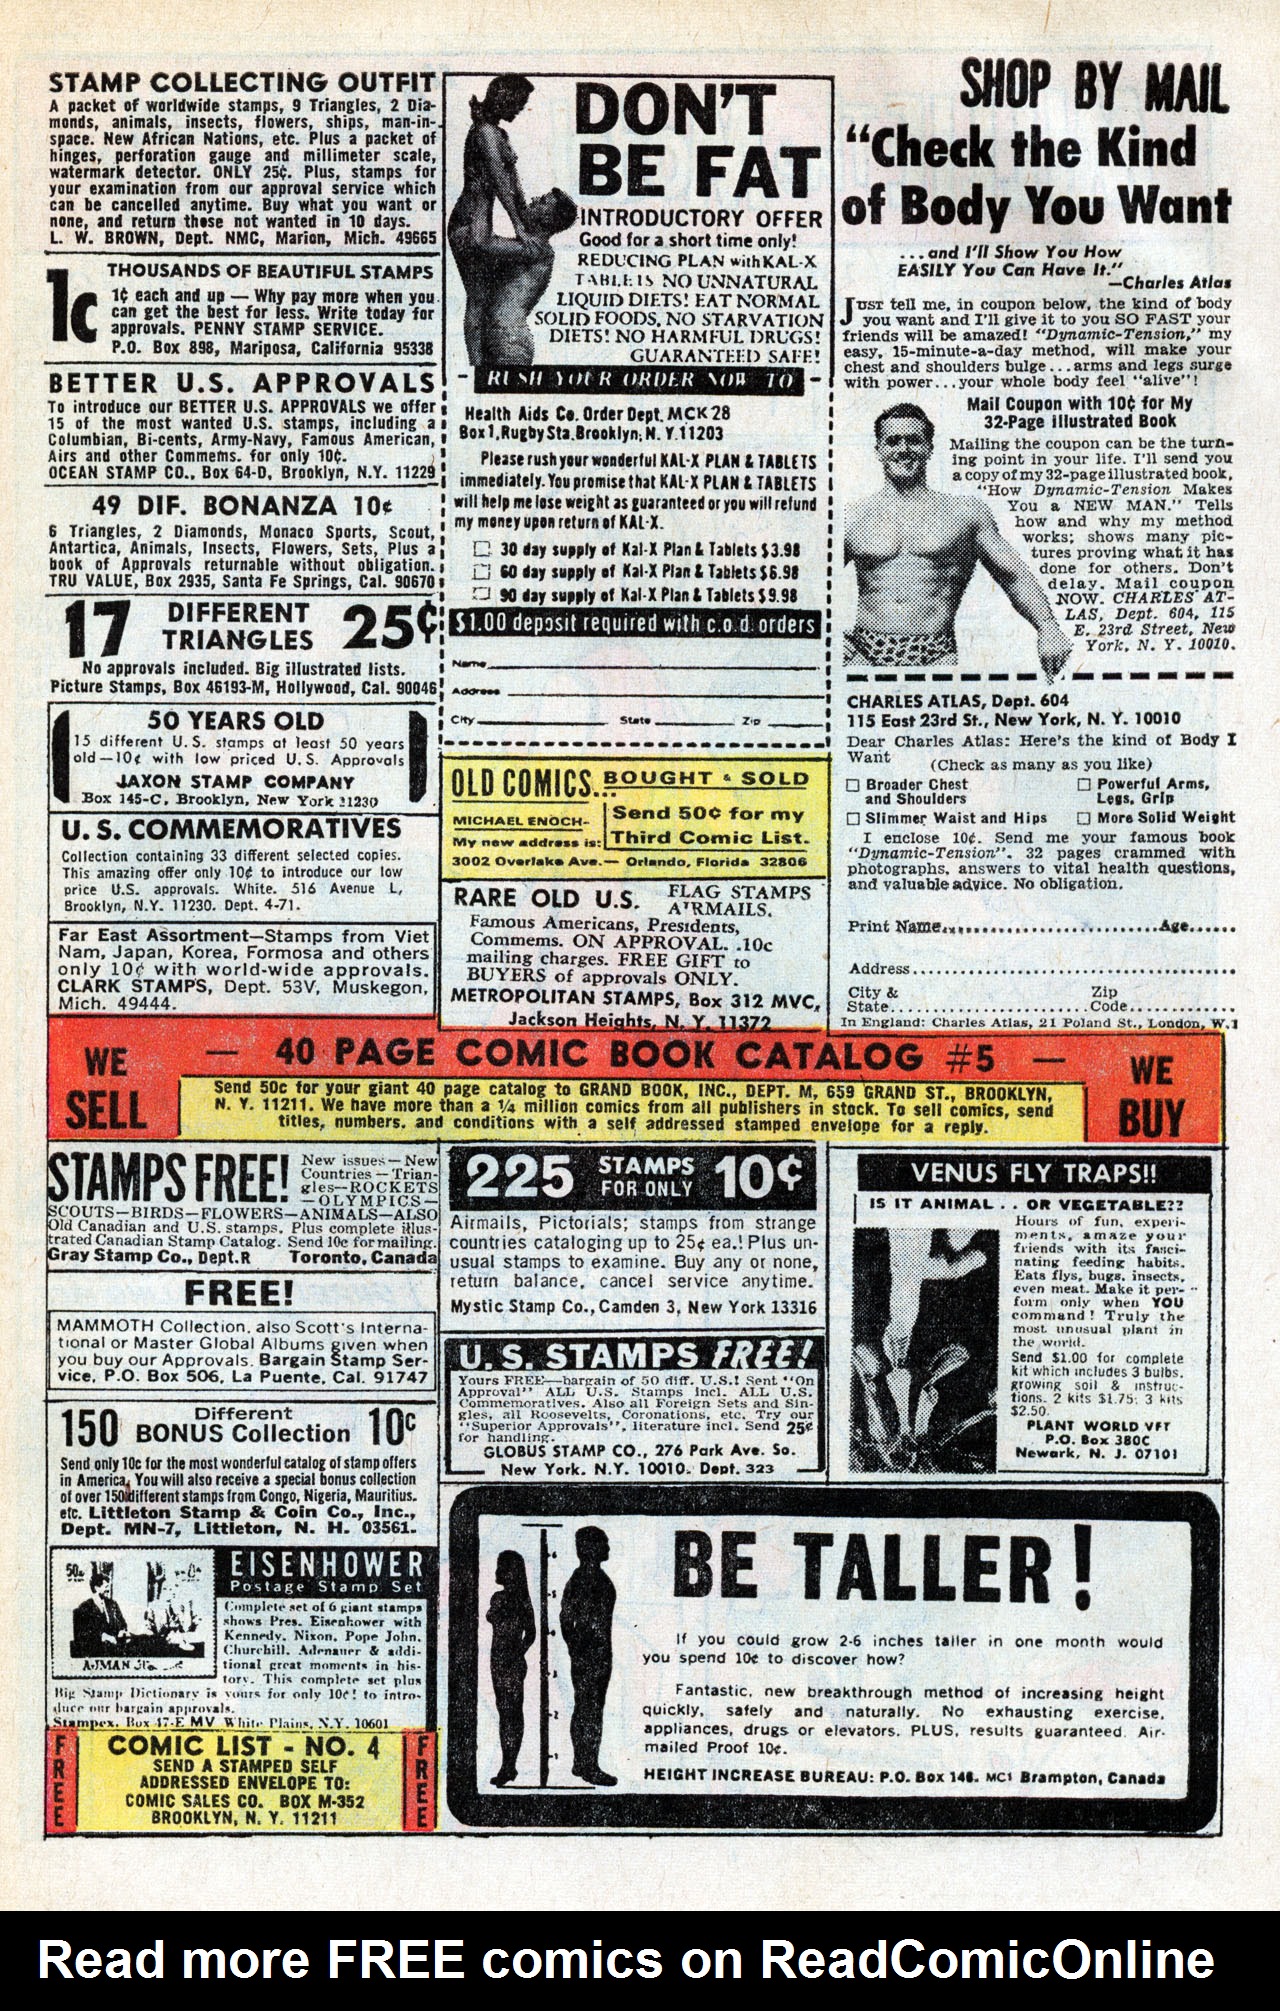 STAMP COLLECTING OUTFIT
A packet of worldwide stamps, 9 Triangles, 2 Dia-
monds, animals, insects, flowers, ships, man-in-
space. New African Nations, etc. Plus a packet of
hinges, perforation gauge and millimeter scale,
watermark detector. ONLY 25¢. Plus, stamps for
your examination from our approval service which
can be cancelled anytime. Buy what you want or
none, and return those not wanted in 10 days.
L. W. BROWN, Dept. NMC, Marion, Mich. 49665
1c
THOUSANDS OF BEAUTIFUL STAMPS
1¢ each and up — Why pay more when you
can get the best for less. Write today for
approvals. PENNY STAMP SERVICE.
P.O. Box 898, Mariposa, California 95338
BETTER U.S. APPROVALS
To introduce our BETTER U.S. APPROVALS we offer
15 of the most wanted U.S. stamps, including a
Columbian, Bi-cents, Army-Navy, Famous American,
Airs and other Commems. for only 10¢.
OCEAN STAMP CO., Box 64-D, Brooklyn, N.Y. 11229
49 DIF. BONANZA 10¢
6 Triangles, 2 Diamonds, Monaco Sports, Scout,
Antartica, Animals, Insects, Flowers, Sets, Plus a
book of Approvals returnable without obligation.
TRU VALUE, Box 2935, Santa Fe Springs, Cal. 90670
17 DIFFERENT TRIANGLES 25¢
No approvals included. Big illustrated lists.
Picture Stamps, Box 46193-M, Hollywood, Cal. 90046
50 YEARS OLD
15 different U.S. stamps at least 50 years
old—10¢ with low priced U.S. Approvals
JAXON STAMP COMPANY
Box 145-C, Brooklyn, New York 11230
U. S. COMMEMORATIVES
Collection containing 33 different selected copies.
This amazing offer only 10¢ to introduce our low
price U.S. approvals. White. 516 Avenue L,
Brooklyn, N.Y. 11230. Dept. 4-71.
Far East Assortment—Stamps from Viet
Nam, Japan, Korea, Formosa and others
only 10¢ with world-wide approvals.
CLARK STAMPS, Dept. 53V, Muskegon,
Mich. 49444.
DON'T
BE FAT
INTRODUCTORY OFFER
Good for a short time only!
REDUCING PLAN with KAL-X
TABLETS NO UNNATURAL
LIQUID DIETS! EAT NORMAL
SOLID FOODS, NO STARVATION
DIETS! NO HARMFUL DRUGS!
GUARANTEED SAFE!
- RUSH YOUR ORDER NOW TO -
Health Aids Co. Order Dept. MCK 28
Box 1, Rugby Sta. Brooklyn, N.Y. 11203
Please rush your wonderful KAL-X PLAN & TABLETS
immediately. You promise that KAL-X PLAN & TABLETS
will help me lose weight as guaranteed or you will refund
my money upon return of KAL-X.
30 day supply of Kal-X Plan & Tablets $3.98
60 day supply of Kal-X Plan & Tablets $6.98
90 day supply of Kal-X Plan & Tablets $9.98
$1.00 deposit required with c.o.d. orders
Name
Address
City State Zip
OLD COMICS... BOUGHT & SOLD
MICHAEL ENOCH-
My new address is:
Send 50¢ for my
Third Comic List.
3002 Overlake Ave.— Orlando, Florida 32806
RARE OLD U.S. FLAG STAMPS
AIRMAILS.
Famous Americans, Presidents,
Commems. ON APPROVAL. .10c
mailing charges. FREE GIFT to
BUYERS of approvals ONLY.
METROPOLITAN STAMPS, Box 312 MVC,
Jackson Heights, N. Y. 11372
SHOP BY MAIL
"Check the Kind
of Body You Want
...and I'll Show You How
EASILY You Can Have It."
—Charles Atlas
Just tell me, in coupon below, the kind of body
you want and I'll give it to you SO FAST your
friends will be amazed! "Dynamic-Tension," my
easy, 15-minute-a-day method, will make your
chest and shoulders bulge...arms and legs surge
with power...your whole body feel "alive"!
Mail Coupon with 10¢ for My
32-Page Illustrated Book
Mailing the coupon can be the turn-
ing point in your life. I'll send you
a copy of my 32-page illustrated book,
"How Dynamic-Tension Makes
You a NEW MAN." Tells
how and why my method
works; shows many pic-
tures proving what it has
done for others. Don't
delay. Mail coupon
NOW. CHARLES AT-
LAS, Dept. 604, 115
E. 23rd Street, New
York, N. Y. 10010.
CHARLES ATLAS, Dept. 604
115 East 23rd St., New York, N. Y. 10010
Dear Charles Atlas: Here's the kind of Body I
Want (Check as many as you like)
Broader Chest and Shoulders
Powerful Arms, Legs, Grip
Slimmer Waist and Hips
More Solid Weight
I enclose 10¢. Send me your famous book
"Dynamic-Tension". 32 pages crammed with
photographs, answers to vital health questions,
and valuable advice. No obligation.
Print Name Age
Address
City & State Zip Code
In England: Charles Atlas, 21 Poland St., London, W.1
WE SELL
— 40 PAGE COMIC BOOK CATALOG #5 —
Send 50c for your giant 40 page catalog to GRAND BOOK, INC., DEPT. M, 659 GRAND ST., BROOKLYN,
N. Y. 11211. We have more than a ¼ million comics from all publishers in stock. To sell comics, send
titles, numbers, and conditions with a self addressed stamped envelope for a reply.
WE BUY
STAMPS FREE!
New issues—New
Countries—Trian-
gles—ROCKETS
—OLYMPICS—
SCOUTS—BIRDS—FLOWERS—ANIMALS—ALSO
Old Canadian and U.S. stamps. Plus complete illus-
trated Canadian Stamp Catalog. Send 10c for mailing.
Gray Stamp Co., Dept.R Toronto, Canada
FREE!
MAMMOTH Collection, also Scott's Interna-
tional or Master Global Albums given when
you buy our Approvals. Bargain Stamp Ser-
vice, P.O. Box 506, La Puente, Cal. 91747
150 Different BONUS Collection 10c
Send only 10c for the most wonderful catalog of stamp offers
in America. You will also receive a special bonus collection
of over 150 different stamps from Congo, Nigeria, Mauritius.
etc. Littleton Stamp & Coin Co., Inc.,
Dept. MN-7, Littleton, N. H. 03561.
EISENHOWER
Postage Stamp Set
50
AJMAN
Complete set of 6 giant stamps
shows Pres. Eisenhower with
Kennedy, Nixon, Pope John,
Churchill, Adenauer & addi-
tional great moments in his-
tory. This complete set plus
Big Stamp Dictionary is yours for only 10¢! to intro-
duce our bargain approvals.
Stampex, Box 47-E MV, White Plains, N.Y. 10601
FREE
COMIC LIST - NO. 4
SEND A STAMPED SELF
ADDRESSED ENVELOPE TO:
COMIC SALES CO. BOX M-352
BROOKLYN, N. Y. 11211
FREE
225 STAMPS FOR ONLY 10¢
Airmails, Pictorials; stamps from strange
countries cataloging up to 25¢ ea.! Plus un-
usual stamps to examine. Buy any or none,
return balance, cancel service anytime.
Mystic Stamp Co., Camden 3, New York 13316
U.S. STAMPS FREE!
Yours FREE—bargain of 50 diff. U.S.! Sent "On
Approval" ALL U.S. Stamps incl. ALL U.S.
Commemoratives. Also all Foreign Sets and Sin-
gles, all Roosevelts, Coronations, etc. Try our
"Superior Approvals", literature incl. Send 25¢
for handling.
GLOBUS STAMP CO., 276 Park Ave. So.
New York, N.Y. 10010. Dept. 323
VENUS FLY TRAPS!!
IS IT ANIMAL . . OR VEGETABLE??
Hours of fun, experi-
ments, amaze your
friends with its fasci-
nating feeding habits.
Eats flys, bugs, insects,
even meat. Make it per-
form only when YOU
command! Truly the
most unusual plant in
the world.
Send $1.00 for complete
kit which includes 3 bulbs,
growing soil & instruc-
tions. 2 kits $1.75; 3 kits
$2.50.
PLANT WORLD VFT
P.O. Box 380C
Newark, N. J. 07101
6
5
4
3
2
1
BE TALLER!
If you could grow 2-6 inches taller in one month would
you spend 10¢ to discover how?
Fantastic, new breakthrough method of increasing height
quickly, safely and naturally. No exhausting exercise,
appliances, drugs or elevators. PLUS, results guaranteed. Air-
mailed Proof 10¢.
HEIGHT INCREASE BUREAU: P.O. Box 146. MC1 Brampton, Canada
Read more FREE comics on ReadComicOnline